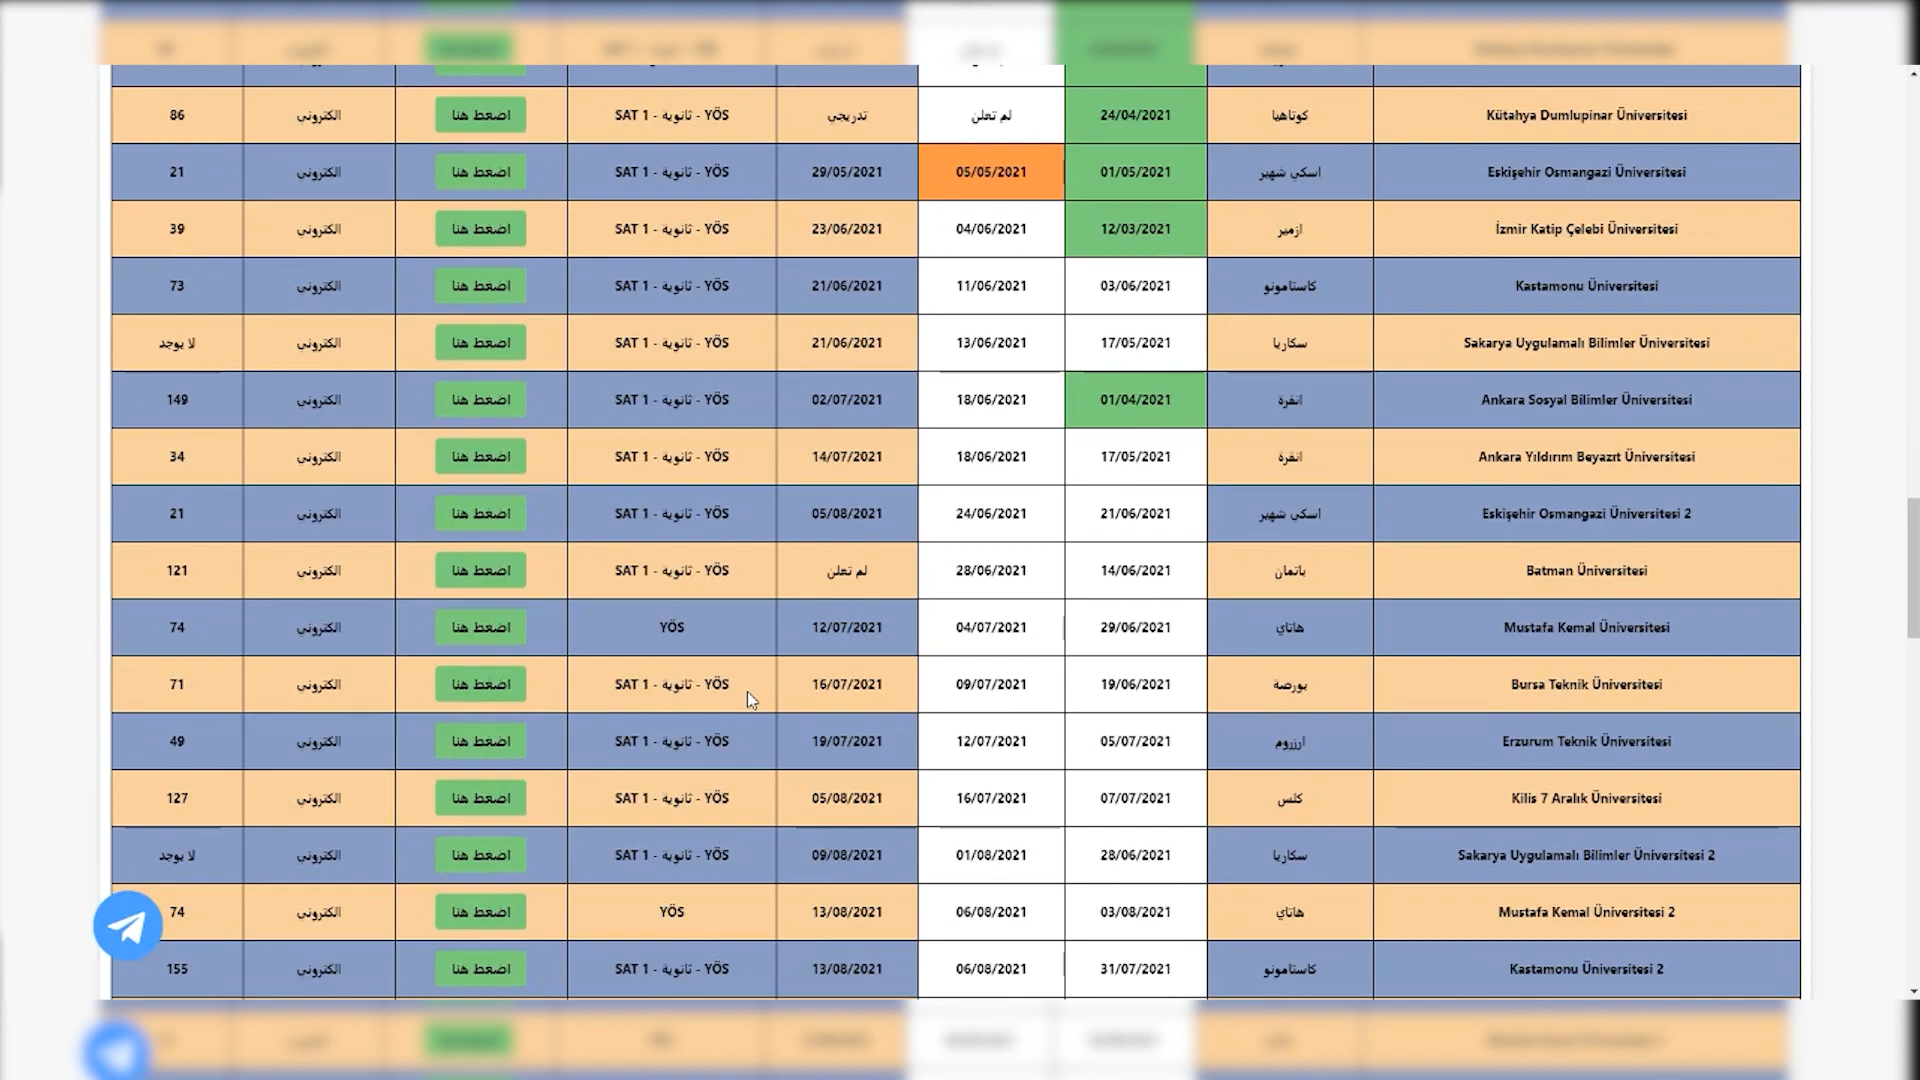 Kütahya Dumlupinar Üniversitesi كوتاهيا 24/04/2021 لم تعلن تدريجي SAT 1 - ثانوية - YÖS اضغط هنا الكتروني 86
Eskişehir Osmangazi Üniversitesi اسكي شهير 01/05/2021 05/05/2021 29/05/2021 SAT 1 - ثانوية - YÖS اضغط هنا الكتروني 21
İzmir Katip Çelebi Üniversitesi ازمير 12/03/2021 04/06/2021 23/06/2021 SAT 1 - ثانوية - YÖS اضغط هنا الكتروني 39
Kastamonu Üniversitesi كاستامونو 03/06/2021 11/06/2021 21/06/2021 SAT 1 - ثانوية - YÖS اضغط هنا الكتروني 73
Sakarya Uygulamalı Bilimler Üniversitesi سكاريا 17/05/2021 13/06/2021 21/06/2021 SAT 1 - ثانوية - YÖS اضغط هنا الكتروني لا يوجد
Ankara Sosyal Bilimler Üniversitesi انقرة 01/04/2021 18/06/2021 02/07/2021 SAT 1 - ثانوية - YÖS اضغط هنا الكتروني 149
Ankara Yıldırım Beyazıt Üniversitesi انقرة 17/05/2021 18/06/2021 14/07/2021 SAT 1 - ثانوية - YÖS اضغط هنا الكتروني 34
Eskişehir Osmangazi Üniversitesi 2 اسكي شهير 21/06/2021 24/06/2021 05/08/2021 SAT 1 - ثانوية - YÖS اضغط هنا الكتروني 21
Batman Üniversitesi باتمان 14/06/2021 28/06/2021 لم تعلن SAT 1 - ثانوية - YÖS اضغط هنا الكتروني 121
Mustafa Kemal Üniversitesi هاتاي 29/06/2021 04/07/2021 12/07/2021 YÖS اضغط هنا الكتروني 74
Bursa Teknik Üniversitesi بورصة 19/06/2021 09/07/2021 16/07/2021 SAT 1 - ثانوية - YÖS اضغط هنا الكتروني 71
Erzurum Teknik Üniversitesi ارزروم 05/07/2021 12/07/2021 19/07/2021 SAT 1 - ثانوية - YÖS اضغط هنا الكتروني 49
Kilis 7 Aralık Üniversitesi كلس 07/07/2021 16/07/2021 05/08/2021 SAT 1 - ثانوية - YÖS اضغط هنا الكتروني 127
Sakarya Uygulamalı Bilimler Üniversitesi 2 سكاريا 28/06/2021 01/08/2021 09/08/2021 SAT 1 - ثانوية - YÖS اضغط هنا الكتروني لا يوجد
Mustafa Kemal Üniversitesi 2 هاتاي 03/08/2021 06/08/2021 13/08/2021 YÖS اضغط هنا الكتروني 74
Kastamonu Üniversitesi 2 كاستامونو 31/07/2021 06/08/2021 13/08/2021 SAT 1 - ثانوية - YÖS اضغط هنا الكتروني 155